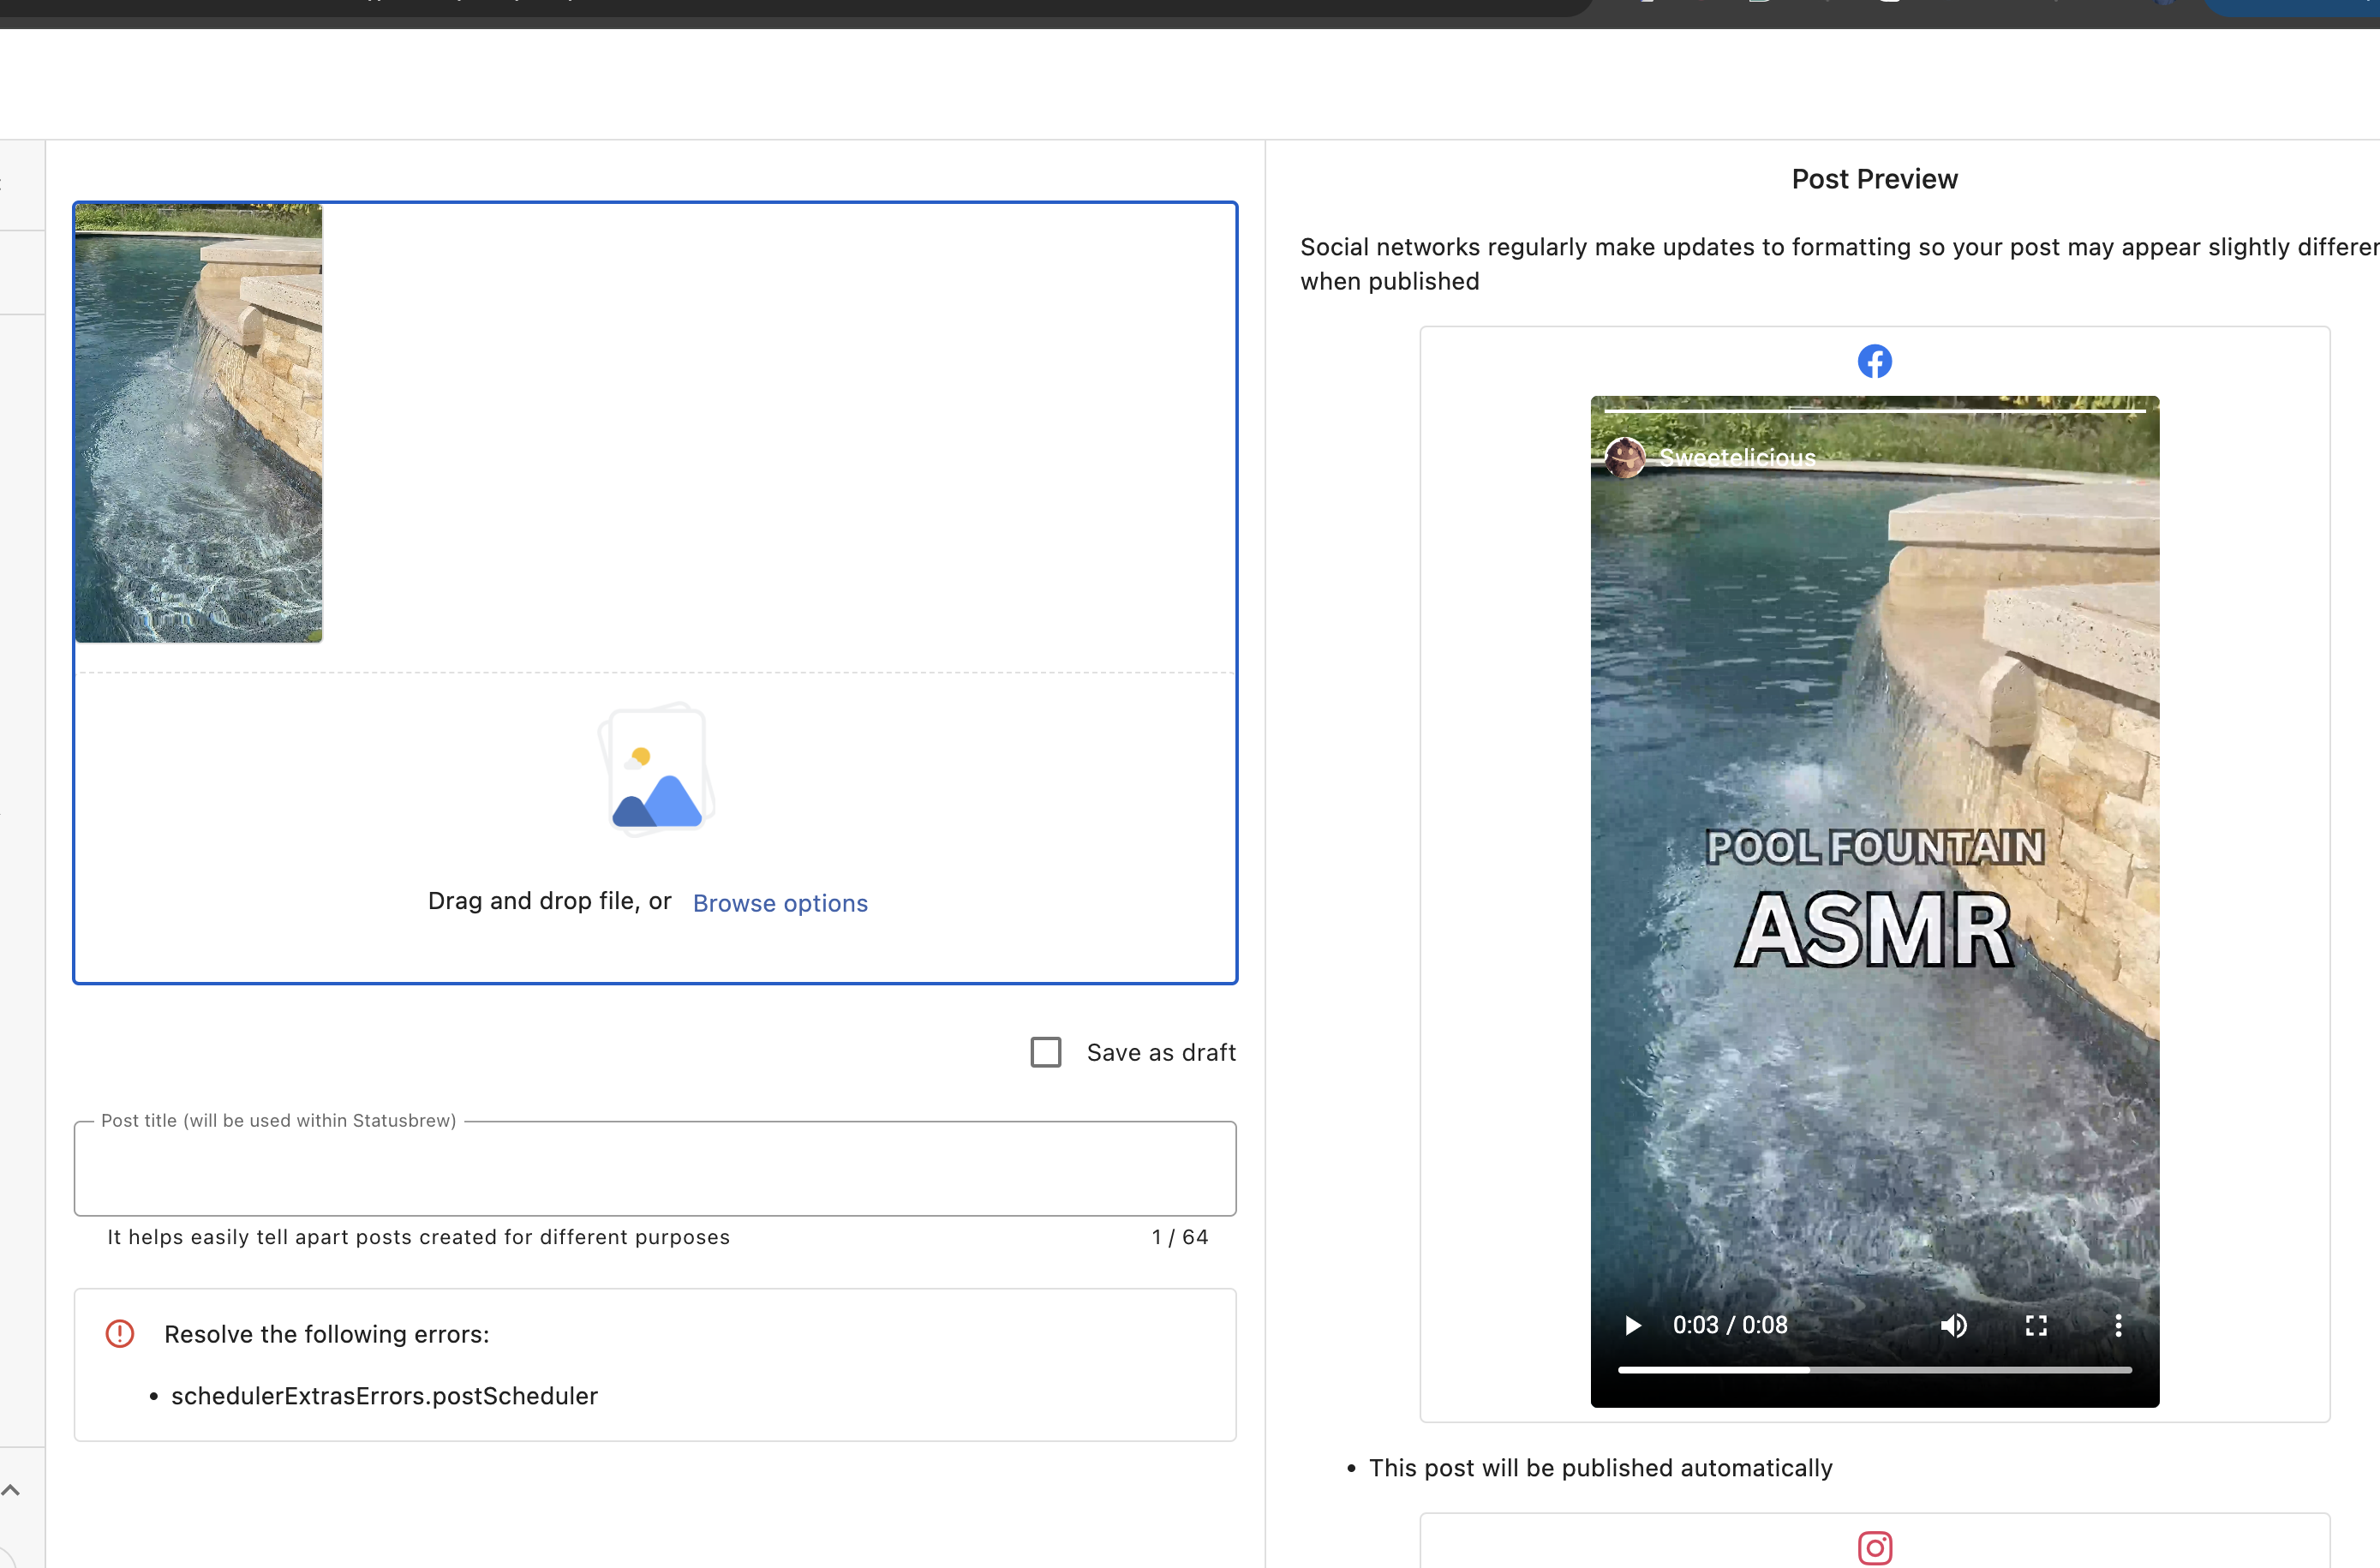 Drag and drop file, or Browse options
Save as draft
Post title (will be used within Statusbrew)
It helps easily tell apart posts created for different purposes
1 / 64
Resolve the following errors:
• schedulerExtrasErrors.postScheduler
Post Preview
Social networks regularly make updates to formatting so your post may appear slightly
when published
Sweetelicious
POOL FOUNTAIN
ASMR
0:03 / 0:08
• This post will be published automatically